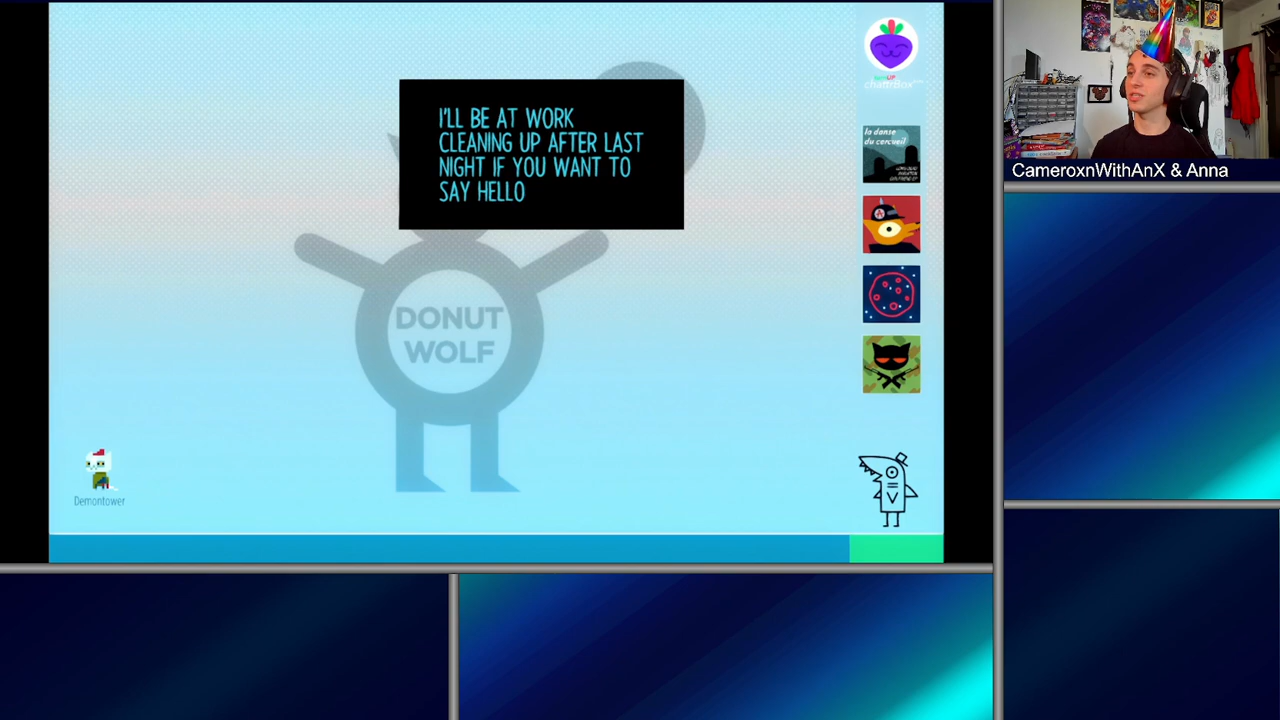 I'LL BE AT WORK
CLEANING UP AFTER LAST
NIGHT IF YOU WANT TO
SAY HELLO
DONUT
WOLF
chattrBox
la danse
du cercueil
Demontower
CameroxnWithAnX & Anna